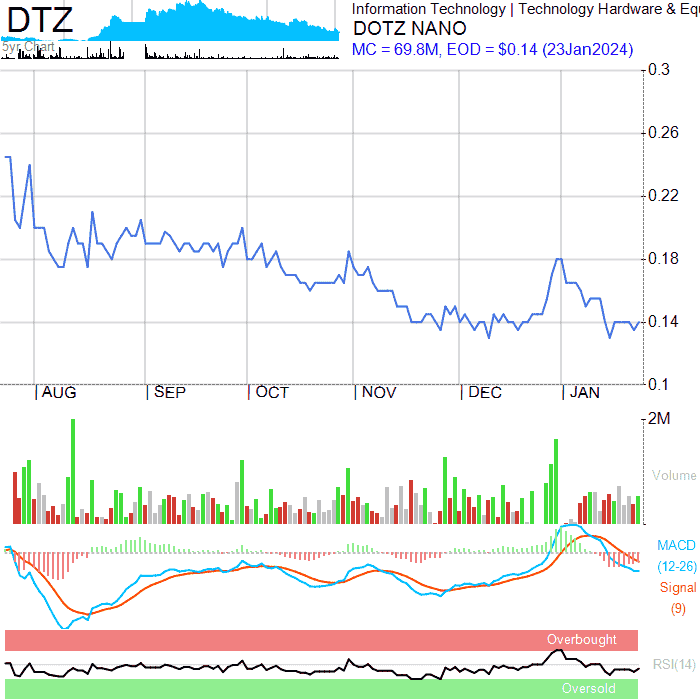 DTZ
Information Technology | Technology Hardware & Equ
DOTZ NANO
5yr Chart
MC = 69.8M, EOD = $0.14 (23Jan2024)
0.3
0.26
0.22
0.18
0.14
0.1
AUG SEP OCT NOV DEC JAN
2M
Volume
MACD
(12-26)
Signal
(9)
Overbought
RSI(14)
Oversold